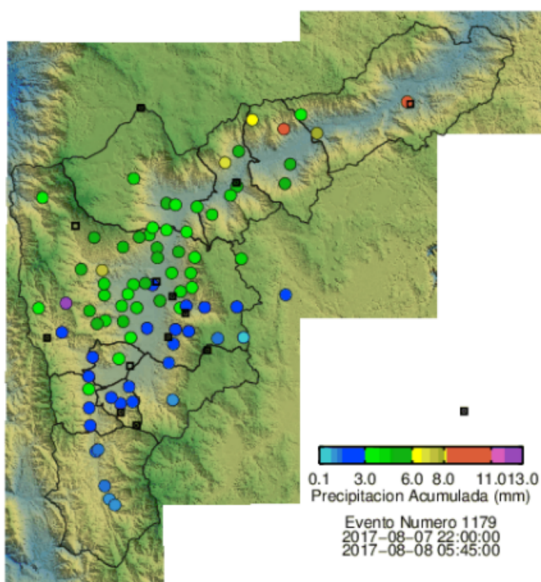 0.1 3.0 6.0 8.0 11.013.0
Precipitacion Acumulada (mm)
Evento Numero 1179
2017-08-07 22:00:00
2017-08-08 05:45:00